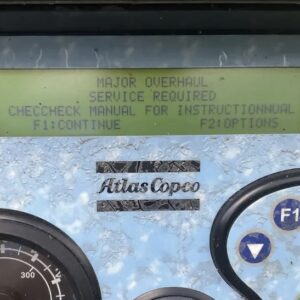 MAJOR OVERHAUL
SERVICE REQUIRED
CHECCHECK MANUAL FOR INSTRUCTIONNUAL
F1:CONTINUE F2:OPTIONS
Atlas Copco
F1
300